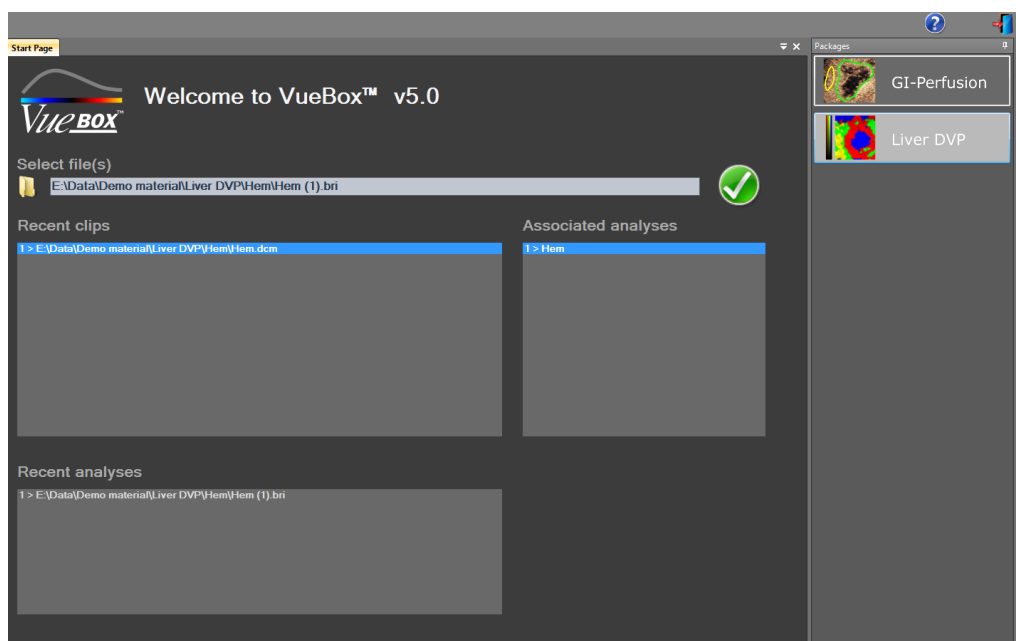 Start Page
Packages
VueBOX™
Welcome to VueBox™ v5.0
GI-Perfusion
Liver DVP
Select file(s)
E:\Data\Demo material\Liver DVP\Hem\Hem (1).bri
Recent clips
Associated analyses
1 > E:\Data\Demo material\Liver DVP\Hem\Hem.dcm
1 > Hem
Recent analyses
1 > E:\Data\Demo material\Liver DVP\Hem\Hem (1).bri